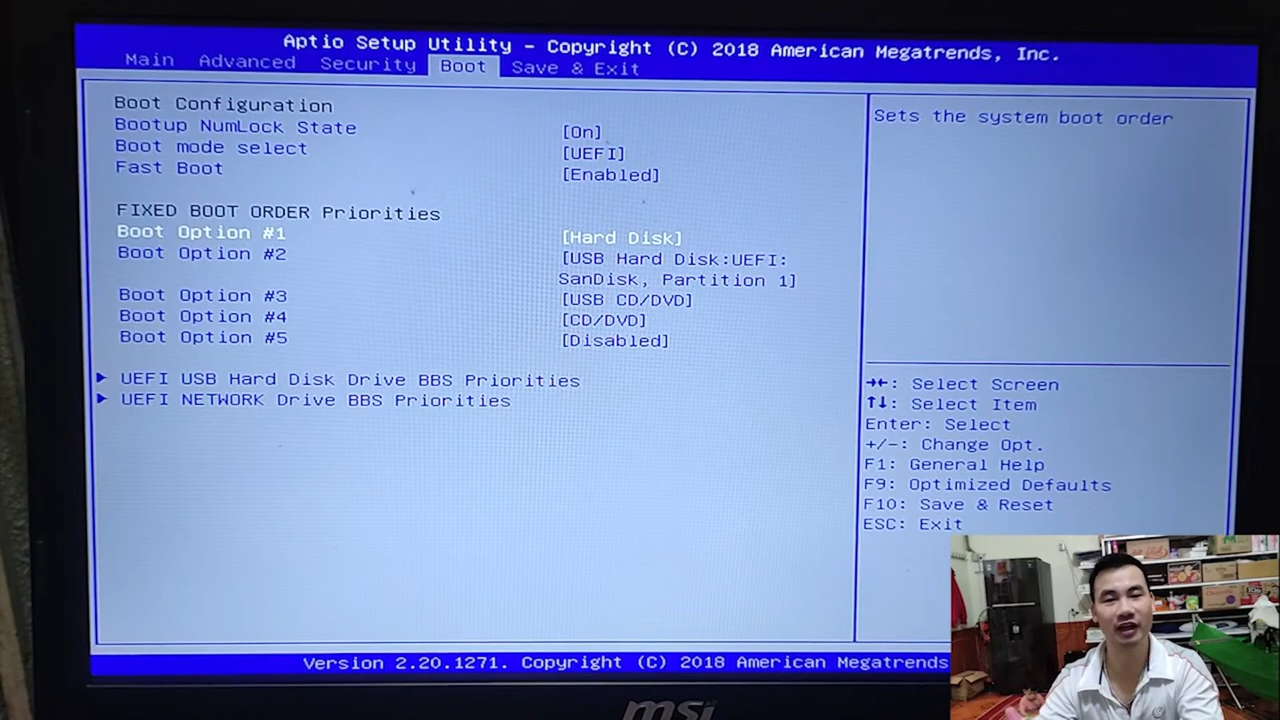 Aptio Setup Utility - Copyright (C) 2018 American Megatrends, Inc.
Main Advanced Security Boot Save & Exit
Boot Configuration
Bootup NumLock State [On]
Boot mode select [UEFI]
Fast Boot [Enabled]
FIXED BOOT ORDER Priorities
Boot Option #1 [Hard Disk]
Boot Option #2 [USB Hard Disk:UEFI:
SanDisk, Partition 1]
Boot Option #3 [USB CD/DVD]
Boot Option #4 [CD/DVD]
Boot Option #5 [Disabled]
▶ UEFI USB Hard Disk Drive BBS Priorities
▶ UEFI NETWORK Drive BBS Priorities
Sets the system boot order
→←: Select Screen
↑↓: Select Item
Enter: Select
+/-: Change Opt.
F1: General Help
F9: Optimized Defaults
F10: Save & Reset
ESC: Exit
Version 2.20.1271. Copyright (C) 2018 American Megatrends
msi